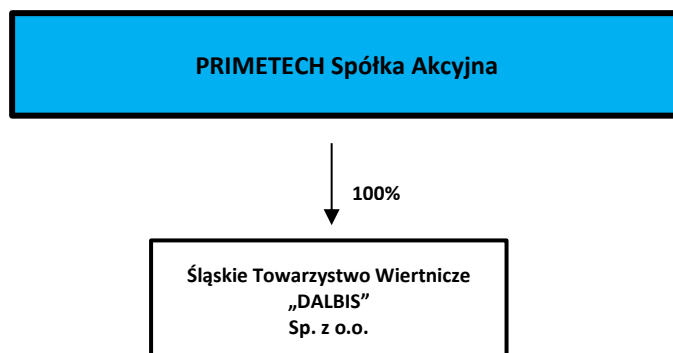 PRIMETECH Spółka Akcyjna
100%
Śląskie Towarzystwo Wiertnicze
„DALBIS”
Sp. z o.o.